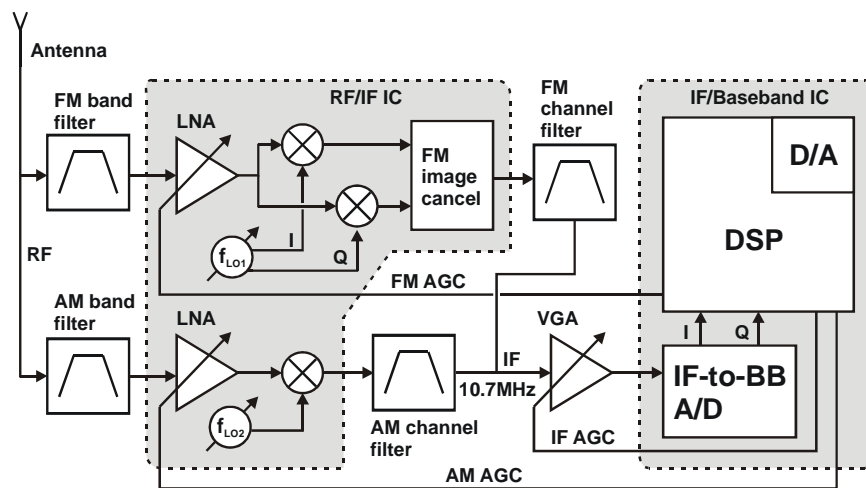 Antenna
FM band
filter
RF/IF IC
LNA
FM
image
cancel
FM
channel
filter
IF/Baseband IC
D/A
DSP
fLO1
I
Q
RF
FM AGC
AM band
filter
LNA
fLO2
AM channel
filter
IF
10.7MHz
VGA
I
Q
IF-to-BB
A/D
IF AGC
AM AGC